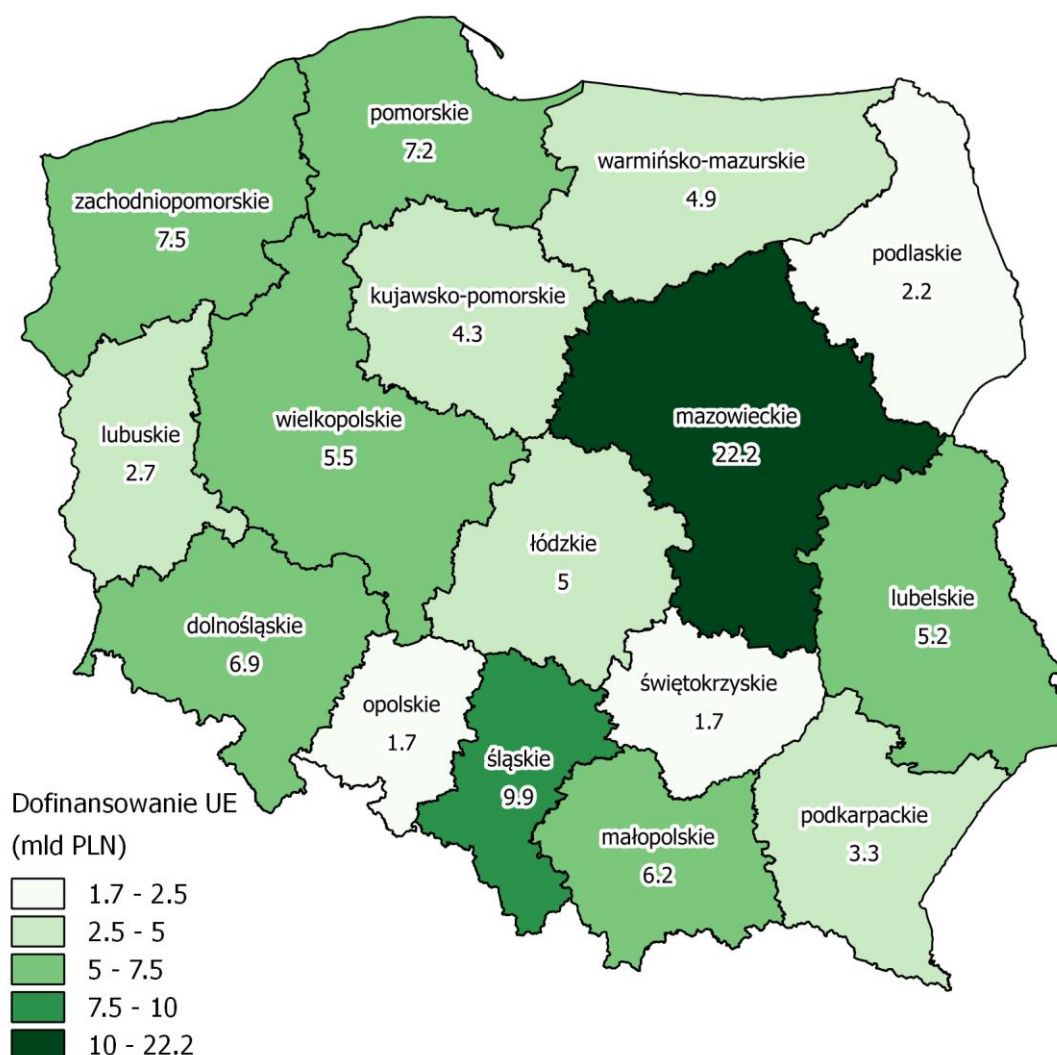 pomorskie
7.2
warmińsko-mazurskie
4.9
zachodniopomorskie
7.5
podlaskie
2.2
kujawsko-pomorskie
4.3
mazowieckie
22.2
wielkopolskie
5.5
lubuskie
2.7
łódzkie
5
lubelskie
5.2
dolnośląskie
6.9
świętokrzyskie
1.7
opolskie
1.7
śląskie
9.9
podkarpackie
3.3
małopolskie
6.2
Dofinansowanie UE
(mld PLN)
1.7 - 2.5
2.5 - 5
5 - 7.5
7.5 - 10
10 - 22.2